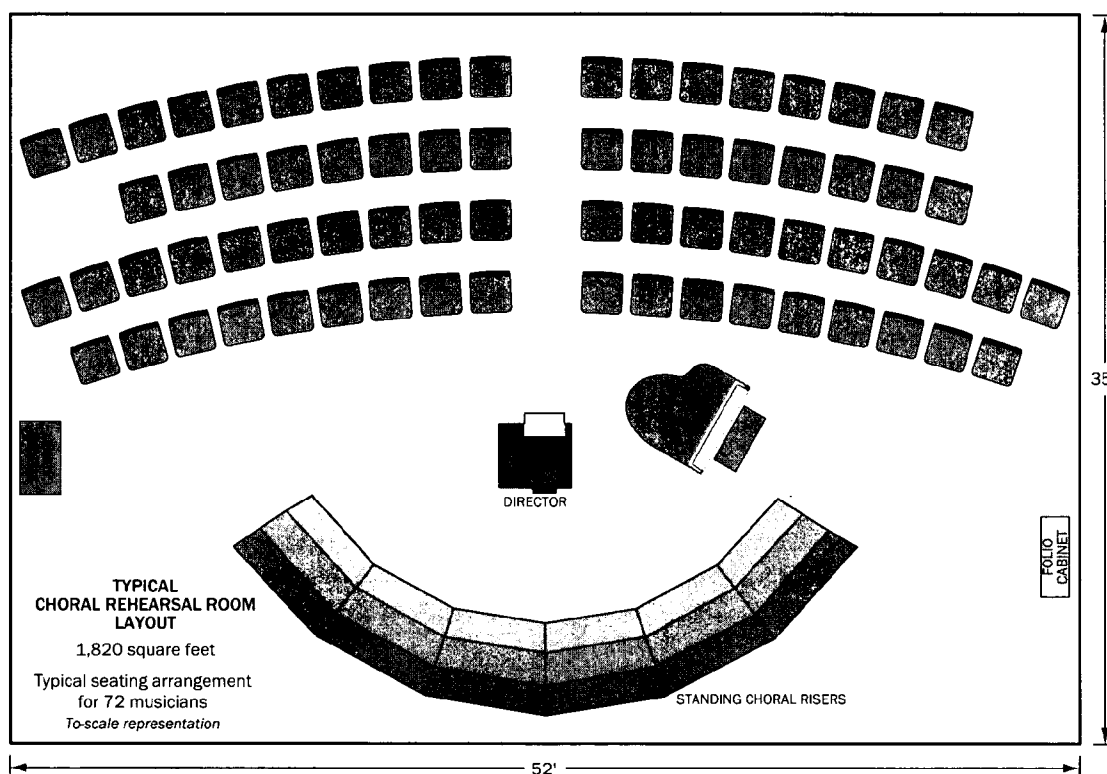 35
DIRECTOR
FOLIO
CABINET
TYPICAL
CHORAL REHEARSAL ROOM
LAYOUT
1,820 square feet
Typical seating arrangement
for 72 musicians
To-scale representation
STANDING CHORAL RISERS
52'